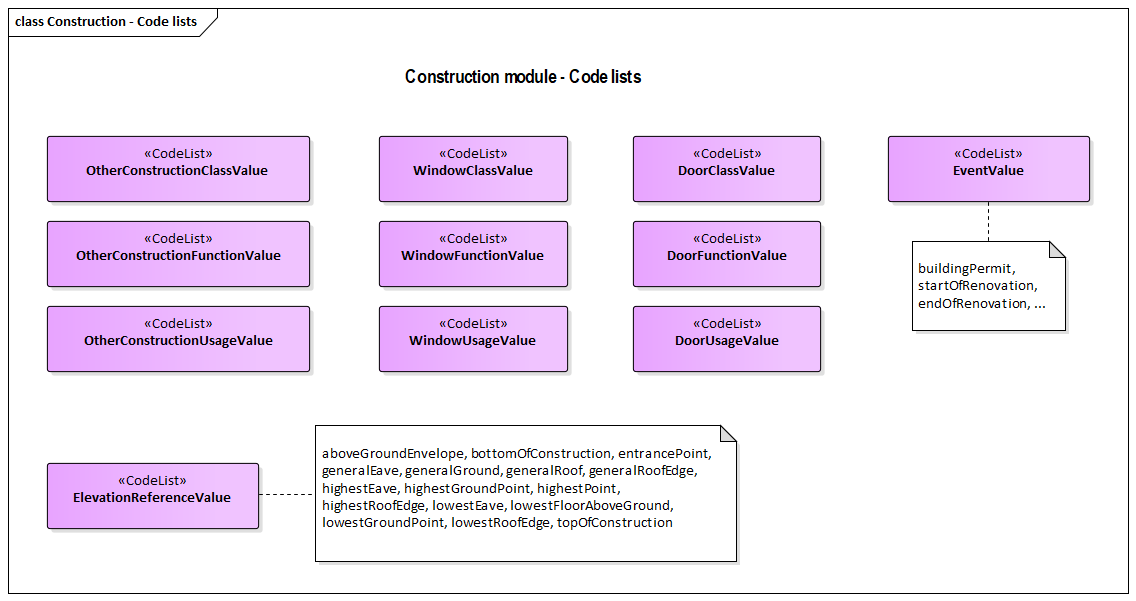 class Construction - Code lists
Construction module - Code lists
«CodeList»
OtherConstructionClassValue
«CodeList»
WindowClassValue
«CodeList»
DoorClassValue
«CodeList»
EventValue
«CodeList»
OtherConstructionFunctionValue
«CodeList»
WindowFunctionValue
«CodeList»
DoorFunctionValue
buildingPermit,
startOfRenovation,
endOfRenovation, ...
«CodeList»
OtherConstructionUsageValue
«CodeList»
WindowUsageValue
«CodeList»
DoorUsageValue
«CodeList»
ElevationReferenceValue
aboveGroundEnvelope, bottomOfConstruction, entrancePoint,
generalEave, generalGround, generalRoof, generalRoofEdge,
highestEave, highestGroundPoint, highestPoint,
highestRoofEdge, lowestEave, lowestFloorAboveGround,
lowestGroundPoint, lowestRoofEdge, topOfConstruction